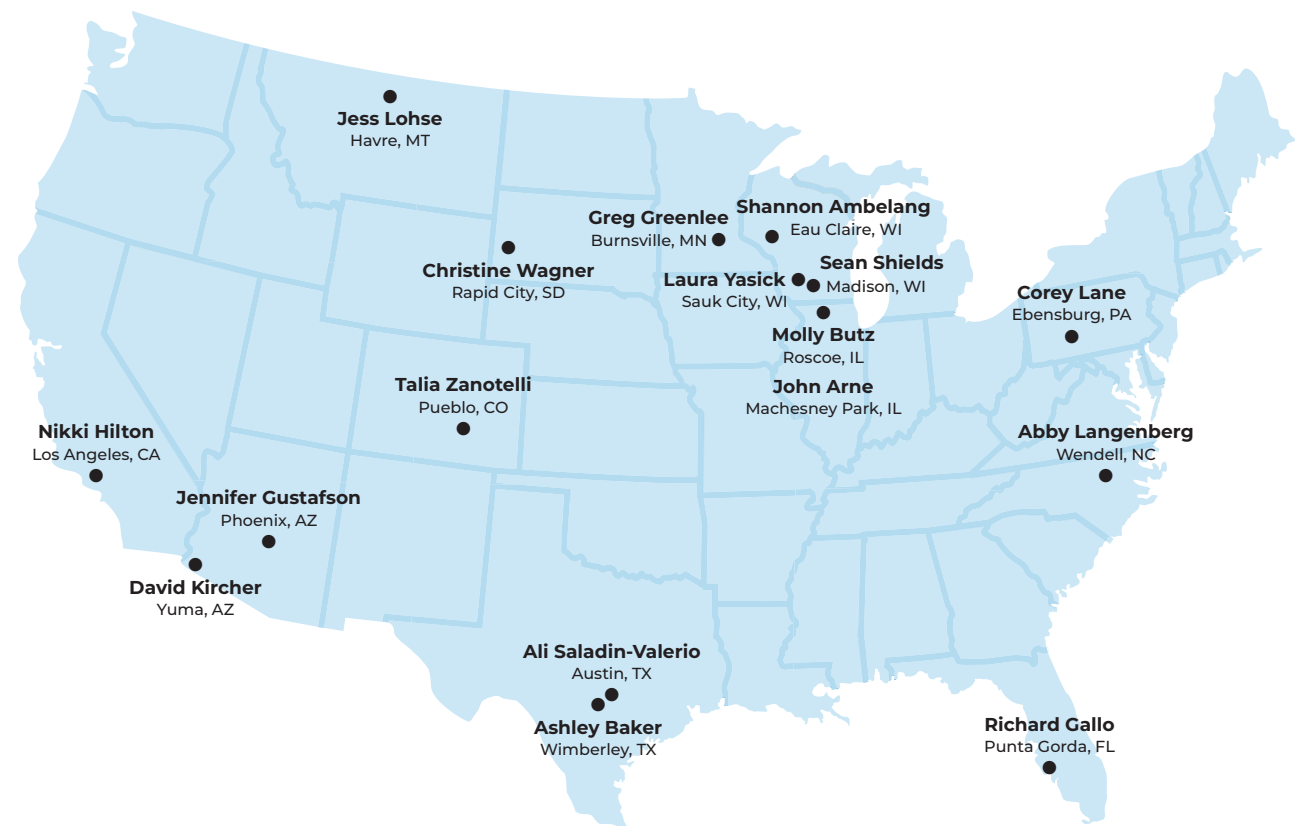 Jess Lohse
Havre, MT
Greg Greenlee
Burnsville, MN
Shannon Ambelang
Eau Claire, WI
Christine Wagner
Rapid City, SD
Laura Yasick
Sauk City, WI
Sean Shields
Madison, WI
Corey Lane
Ebensburg, PA
Molly Butz
Roscoe, IL
John Arne
Machesney Park, IL
Talia Zanotelli
Pueblo, CO
Nikki Hilton
Los Angeles, CA
Abby Langenberg
Wendell, NC
Jennifer Gustafson
Phoenix, AZ
David Kircher
Yuma, AZ
Ali Saladin-Valerio
Austin, TX
Ashley Baker
Wimberley, TX
Richard Gallo
Punta Gorda, FL